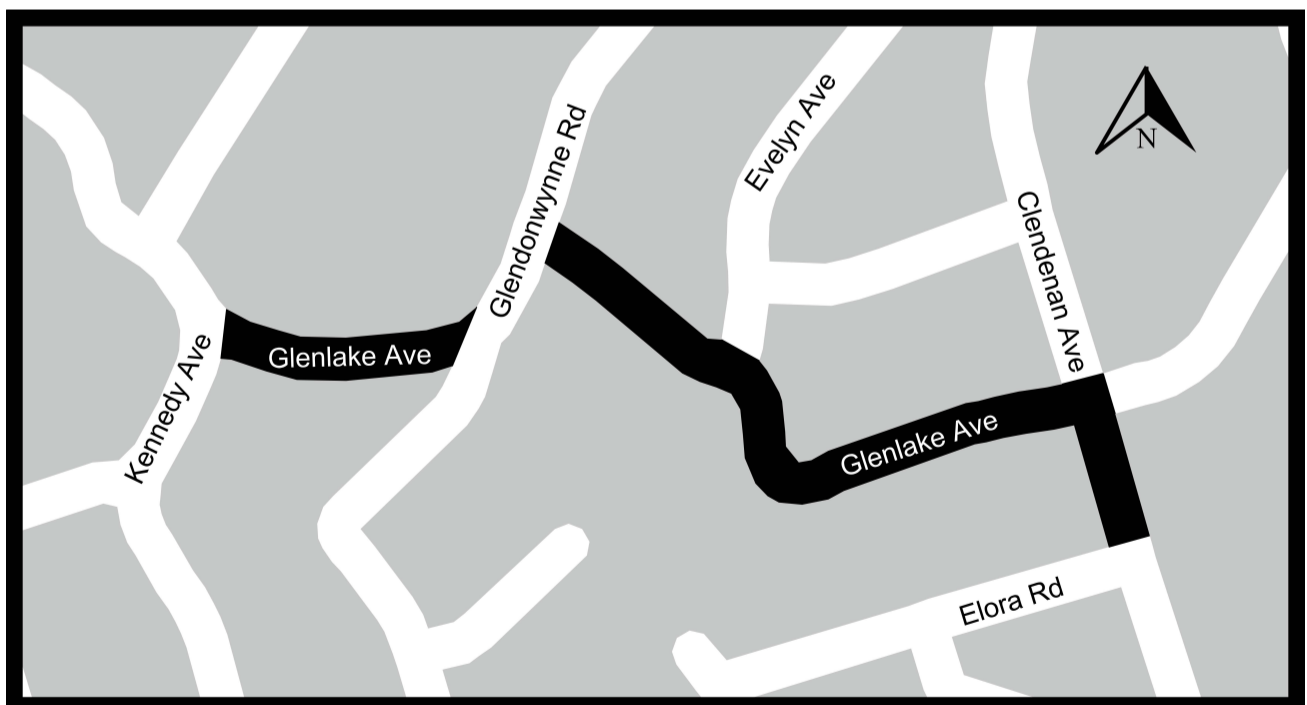 Evelyn Ave
N
Glendonwynne Rd
Clendenan Ave
Glenlake Ave
Kennedy Ave
Glenlake Ave
Elora Rd